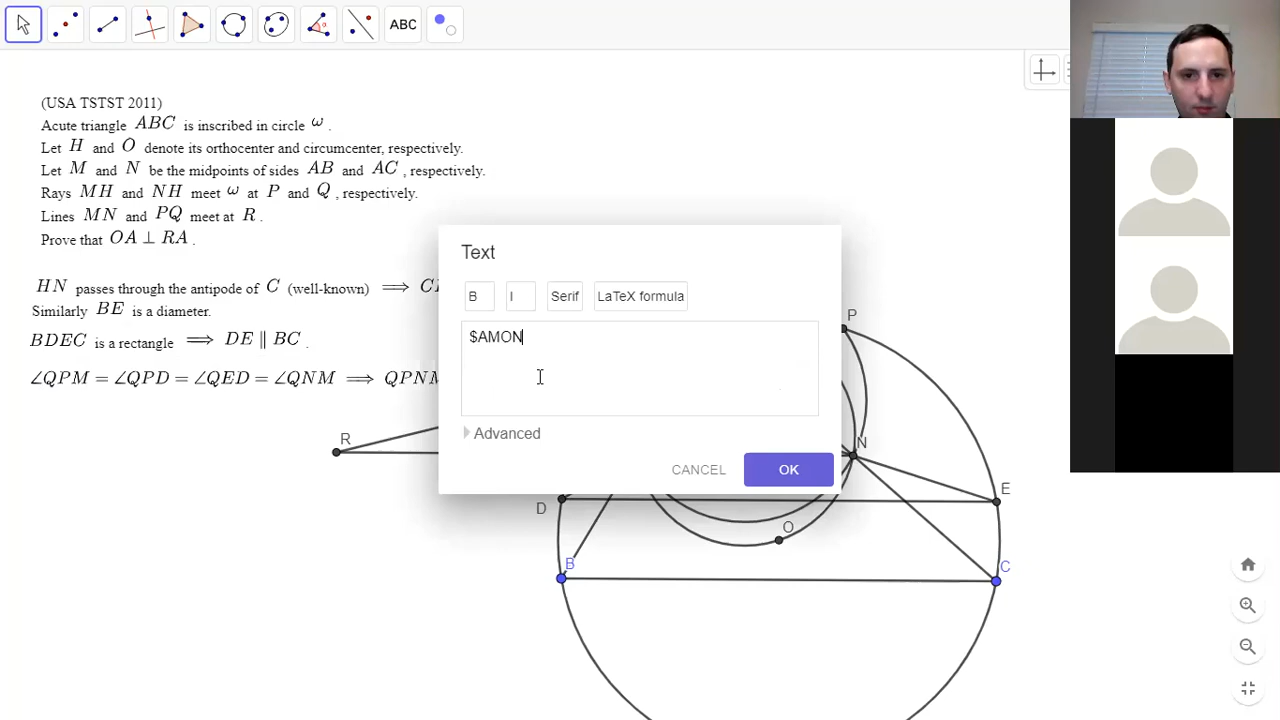 ABC
(USA TSTST 2011)
Acute triangle ABC is inscribed in circle ω .
Let H and O denote its orthocenter and circumcenter, respectively.
Let M and N be the midpoints of sides AB and AC , respectively.
Rays MH and NH meet ω at P and Q , respectively.
Lines MN and PQ meet at R .
Prove that OA ⊥ RA .
HN passes through the antipode of C (well-known) ⟹ C
Similarly BE is a diameter.
BDEC is a rectangle ⟹ DE ∥ BC .
∠QPM = ∠QPD = ∠QED = ∠QNM ⟹ QPNM
Text
B I Serif LaTeX formula
$AMON
Advanced
CANCEL OK
P
R
N
E
D
O
B
C